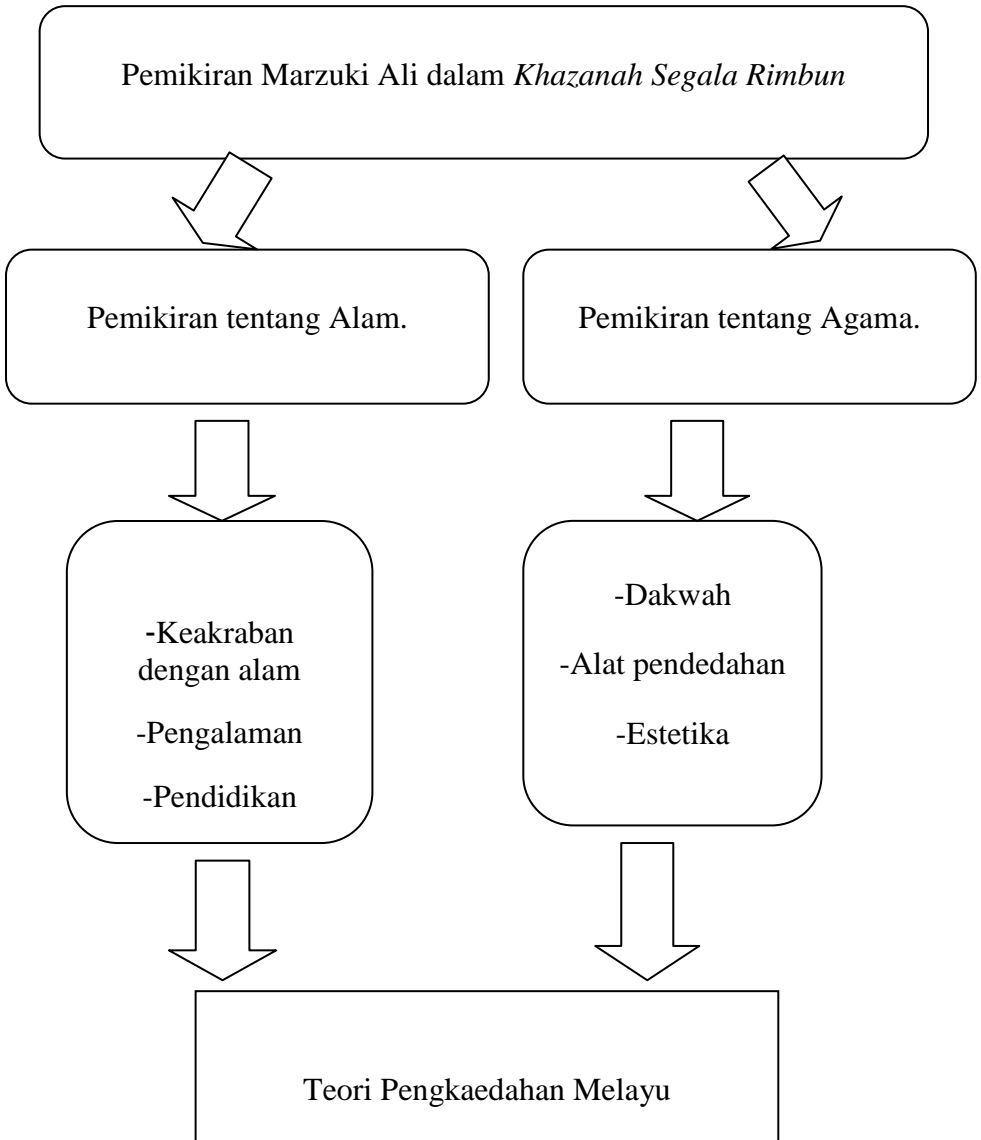 Pemikiran Marzuki Ali dalam Khazanah Segala Rimbun
Pemikiran tentang Alam.
Pemikiran tentang Agama.
-Keakraban
dengan alam
-Pengalaman
-Pendidikan
-Dakwah
-Alat pendedahan
-Estetika
Teori Pengkaedahan Melayu